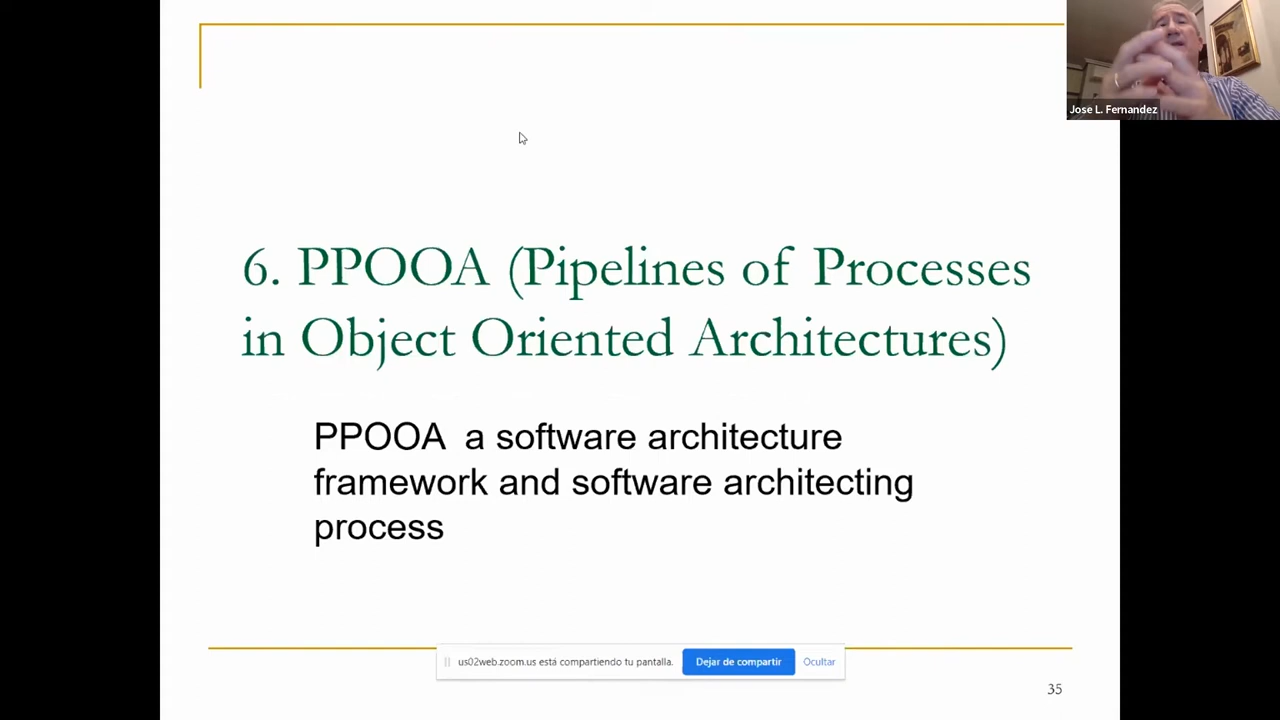 Jose L. Fernandez
6. PPOOA (Pipelines of Processes
in Object Oriented Architectures)
PPOOA a software architecture
framework and software architecting
process
us02web.zoom.us está compartiendo tu pantalla.
Dejar de compartir
Ocultar
35